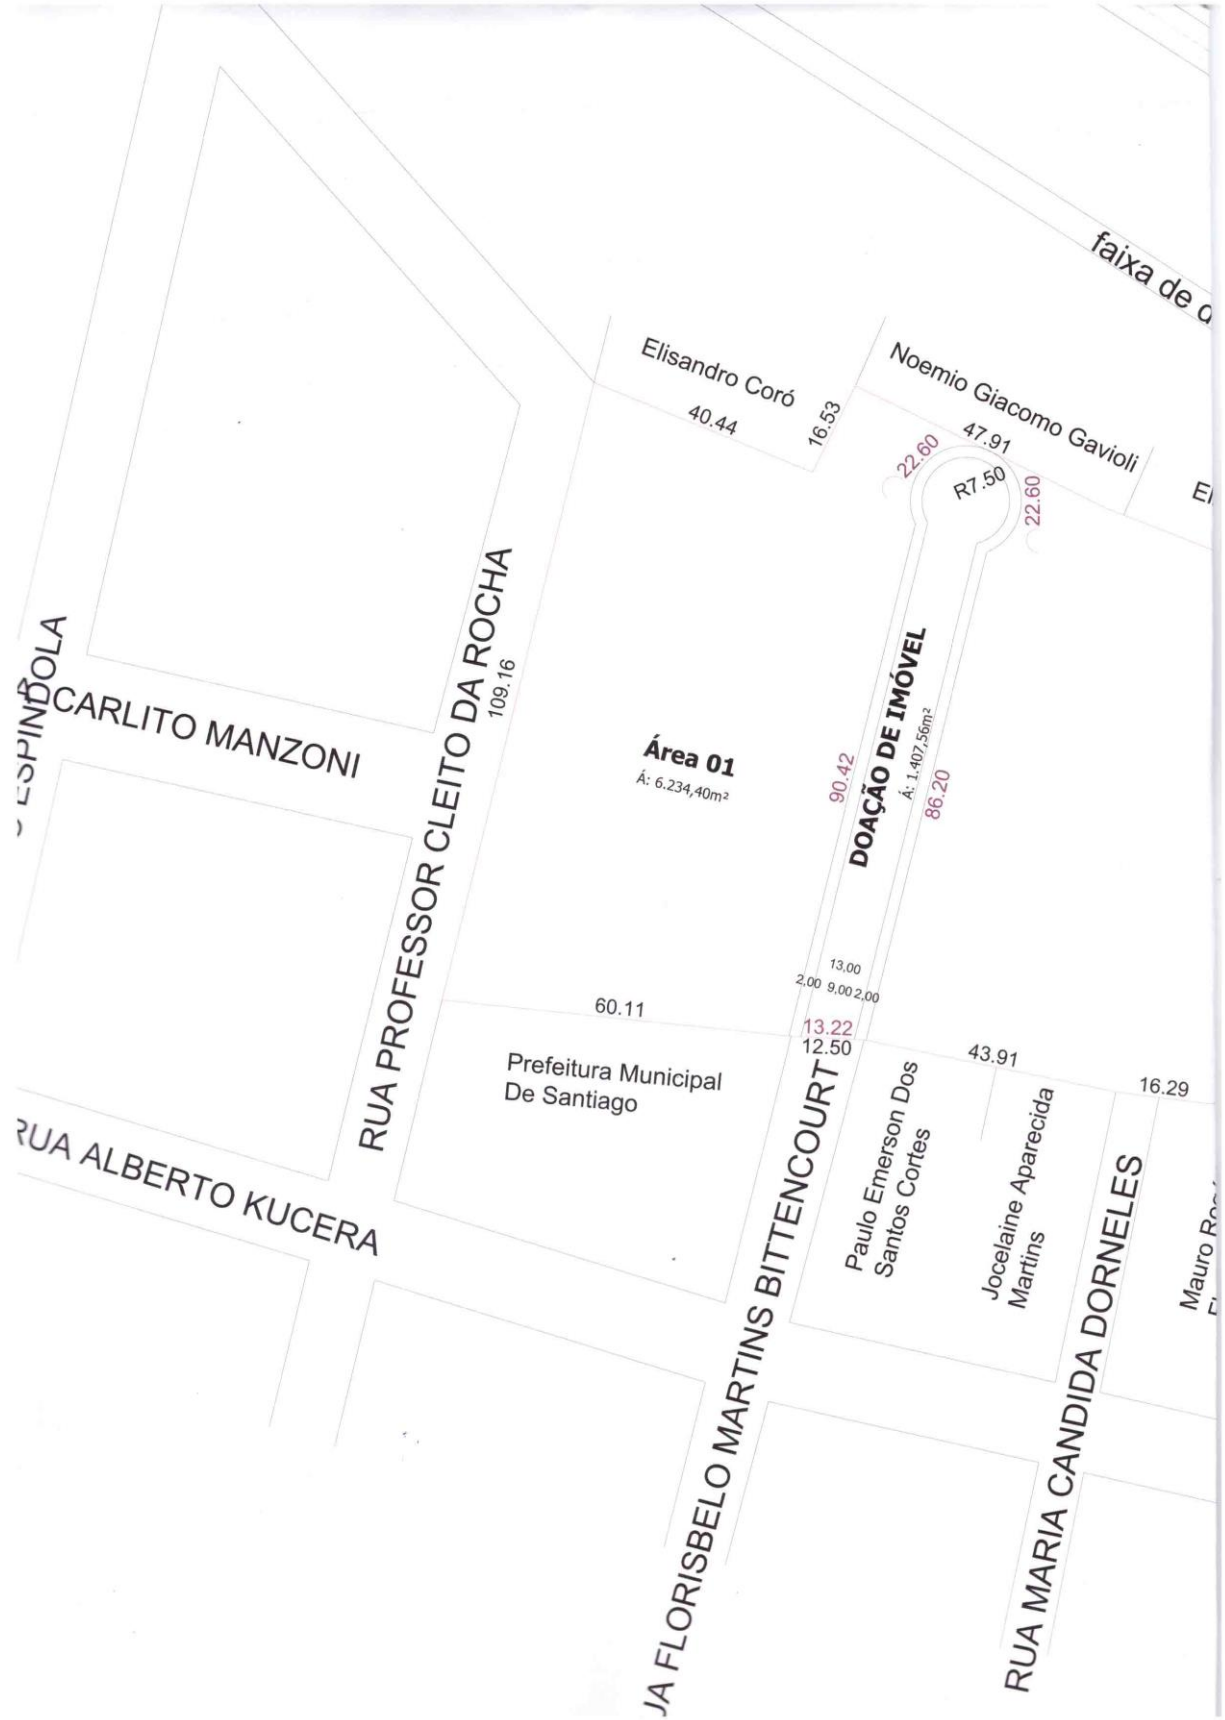 faixa de d
Elisandro Coró
40.44
16.53
Noemio Giacomo Gavioli
47.91
22.60
R7.50
22.60
RUA PROFESSOR CLEITO DA ROCHA
109.16
ESPINDOLA
CARLITO MANZONI
Área 01
Á: 6.234,40m²
90.42
DOAÇÃO DE IMÓVEL
Á: 1.407,56m²
86.20
13,00
2,00 9,00 2,00
60.11
13.22
12.50
43.91
16.29
Prefeitura Municipal
De Santiago
RUA ALBERTO KUCERA
JA FLORISBELO MARTINS BITTENCOURT
Paulo Emerson Dos
Santos Cortes
Jocelaine Aparecida
Martins
RUA MARIA CANDIDA DORNELES
Mauro